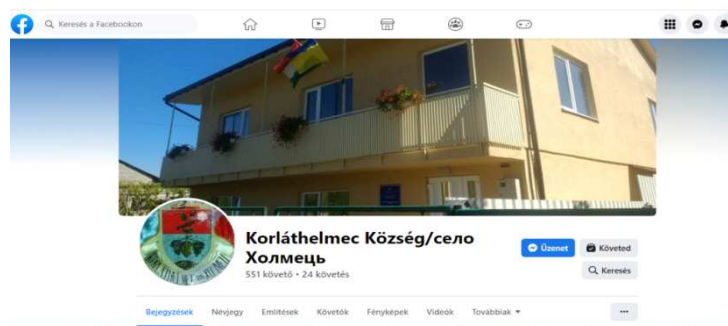 Keresés a Facebookon
Korláthelmec Község/село
Холмець
551 követő • 24 követés
Üzenet
Követed
Keresés
Bejegyzések Névjegy Említések Követők Fényképek Videók Továbbiak